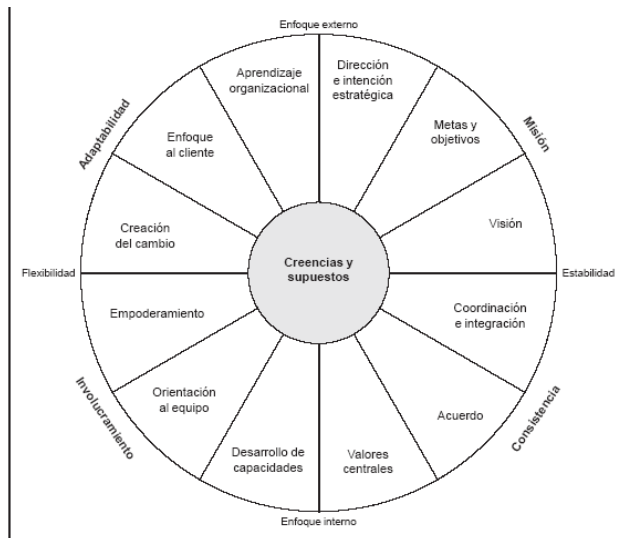 Enfoque externo
Aprendizaje
organizacional
Dirección
e intención
estratégica
Adaptabilidad
Misión
Enfoque
al cliente
Metas y
objetivos
Creación
del cambio
Visión
Creencias y
supuestos
Flexibilidad
Estabilidad
Empoderamiento
Coordinación
e integración
Orientación
al equipo
Acuerdo
Involucramiento
Consistencia
Desarrollo de
capacidades
Valores
centrales
Enfoque interno